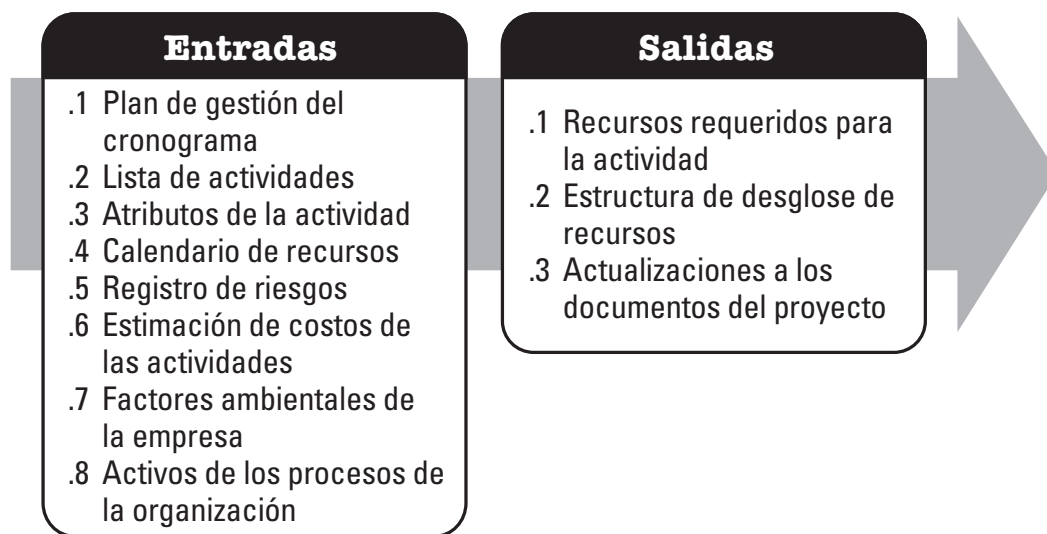 Entradas
.1 Plan de gestión del
cronograma
.2 Lista de actividades
.3 Atributos de la actividad
.4 Calendario de recursos
.5 Registro de riesgos
.6 Estimación de costos de
las actividades
.7 Factores ambientales de
la empresa
.8 Activos de los procesos de
la organización
Salidas
.1 Recursos requeridos para
la actividad
.2 Estructura de desglose de
recursos
.3 Actualizaciones a los
documentos del proyecto